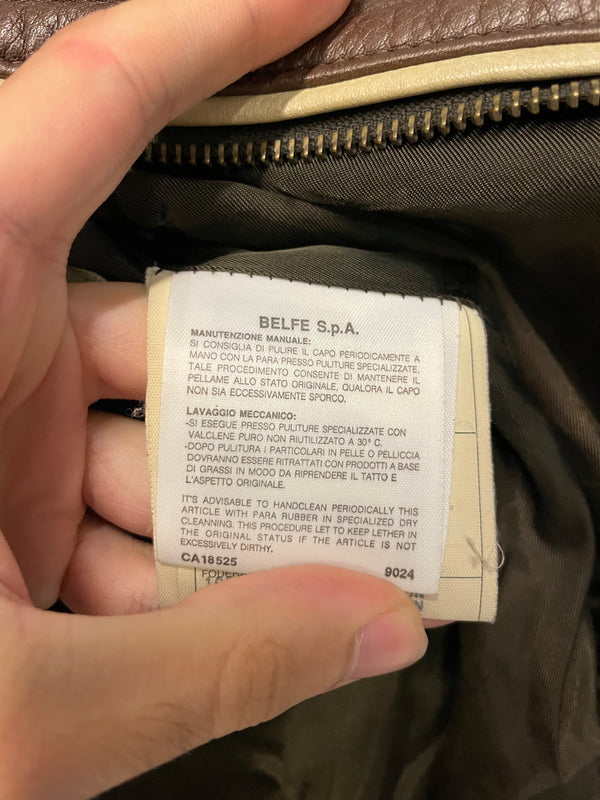 BELFE S.p.A.
MANUTENZIONE MANUALE:
SI CONSIGLIA DI PULIRE IL CAPO PERIODICAMENTE A
MANO CON LA PARA PRESSO PULITURE SPECIALIZZATE,
TALE PROCEDIMENTO CONSENTE DI MANTENERE IL
PELLAME ALLO STATO ORIGINALE, QUALORA IL CAPO
NON SIA ECCESSIVAMENTE SPORCO.
LAVAGGIO MECCANICO:
-SI ESEGUE PRESSO PULITURE SPECIALIZZATE CON
VALCLENE PURO NON RIUTILIZZATO A 30° C.
-DOPO PULITURA I PARTICOLARI IN PELLE O PELLICCIA
DOVRANNO ESSERE RITRATTATI CON PRODOTTI A BASE
DI GRASSI IN MODO DA RIPRENDERE IL TATTO E
L'ASPETTO ORIGINALE.
IT'S ADVISABLE TO HANDCLEAN PERIODICALLY THIS
ARTICLE WITH PARA RUBBER IN SPECIALIZED DRY
CLEANNING. THIS PROCEDURE LET TO KEEP LETHER IN
THE ORIGINAL STATUS IF THE ARTICLE IS NOT
EXCESSIVELY DIRTHY.
CA18525 9024